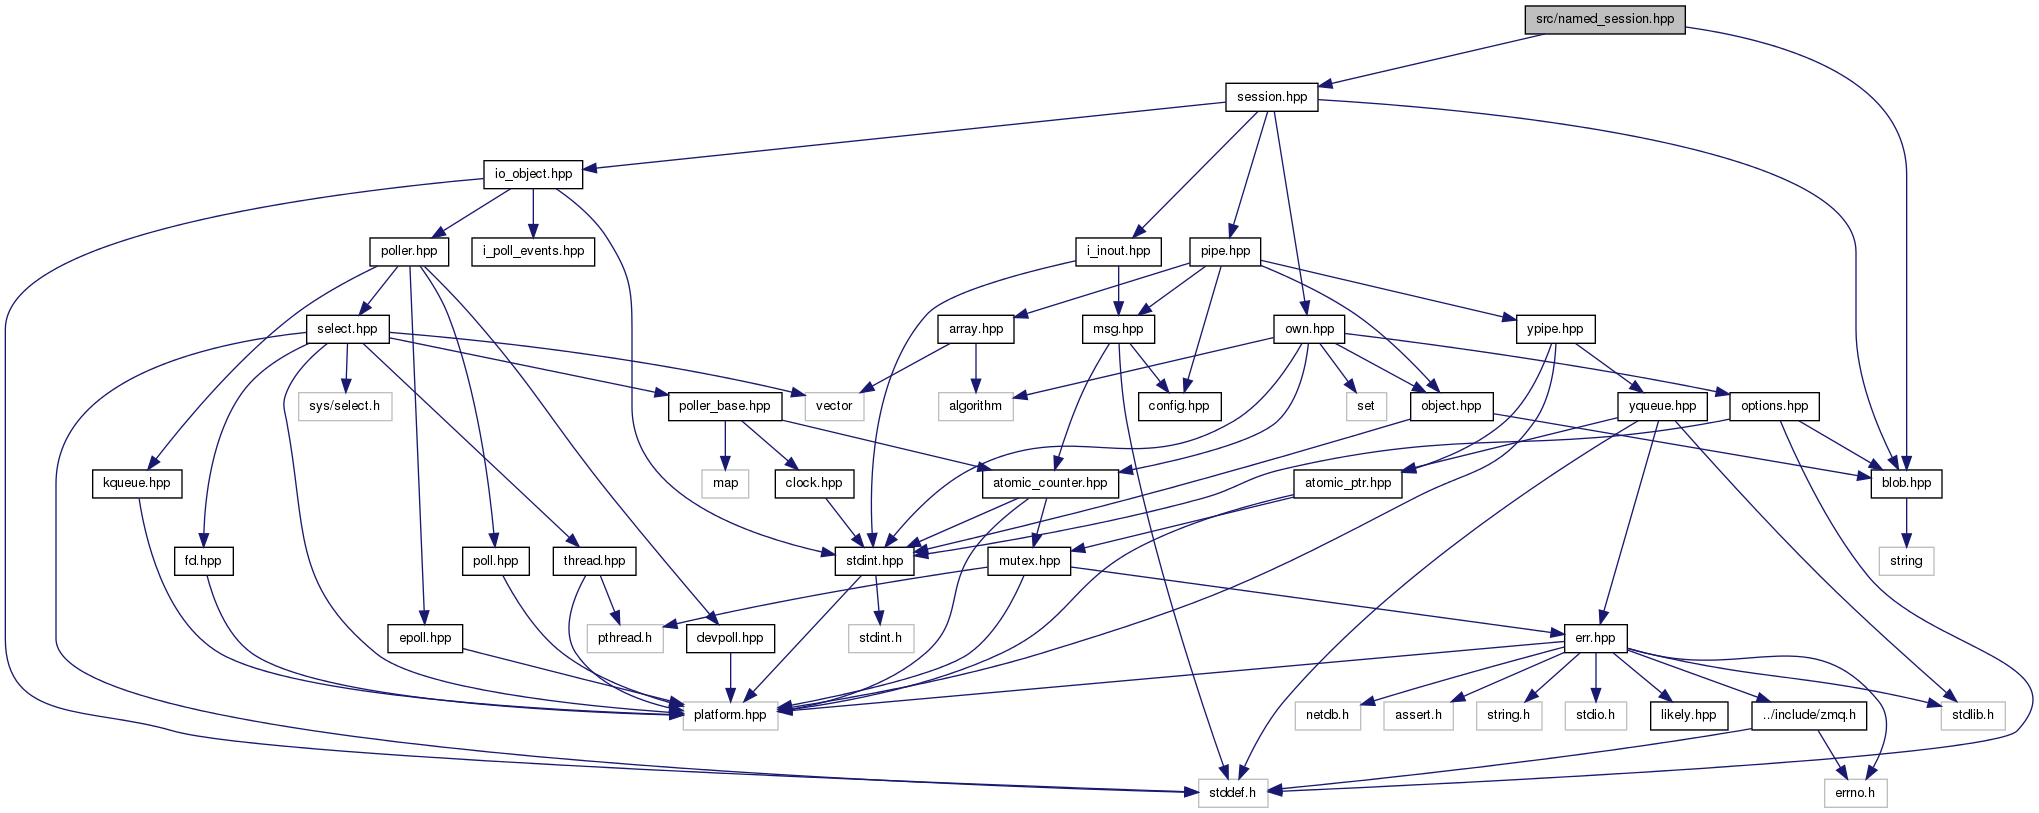 src/named_session.hpp
session.hpp
io_object.hpp
poller.hpp
i_poll_events.hpp
i_inout.hpp
pipe.hpp
select.hpp
array.hpp
msg.hpp
own.hpp
ypipe.hpp
sys/select.h
poller_base.hpp
vector
algorithm
config.hpp
set
object.hpp
yqueue.hpp
options.hpp
kqueue.hpp
map
clock.hpp
atomic_counter.hpp
atomic_ptr.hpp
blob.hpp
fd.hpp
poll.hpp
thread.hpp
stdint.hpp
mutex.hpp
string
epoll.hpp
pthread.h
devpoll.hpp
stdint.h
err.hpp
platform.hpp
netdb.h
assert.h
string.h
stdio.h
likely.hpp
../include/zmq.h
stdlib.h
stddef.h
errno.h